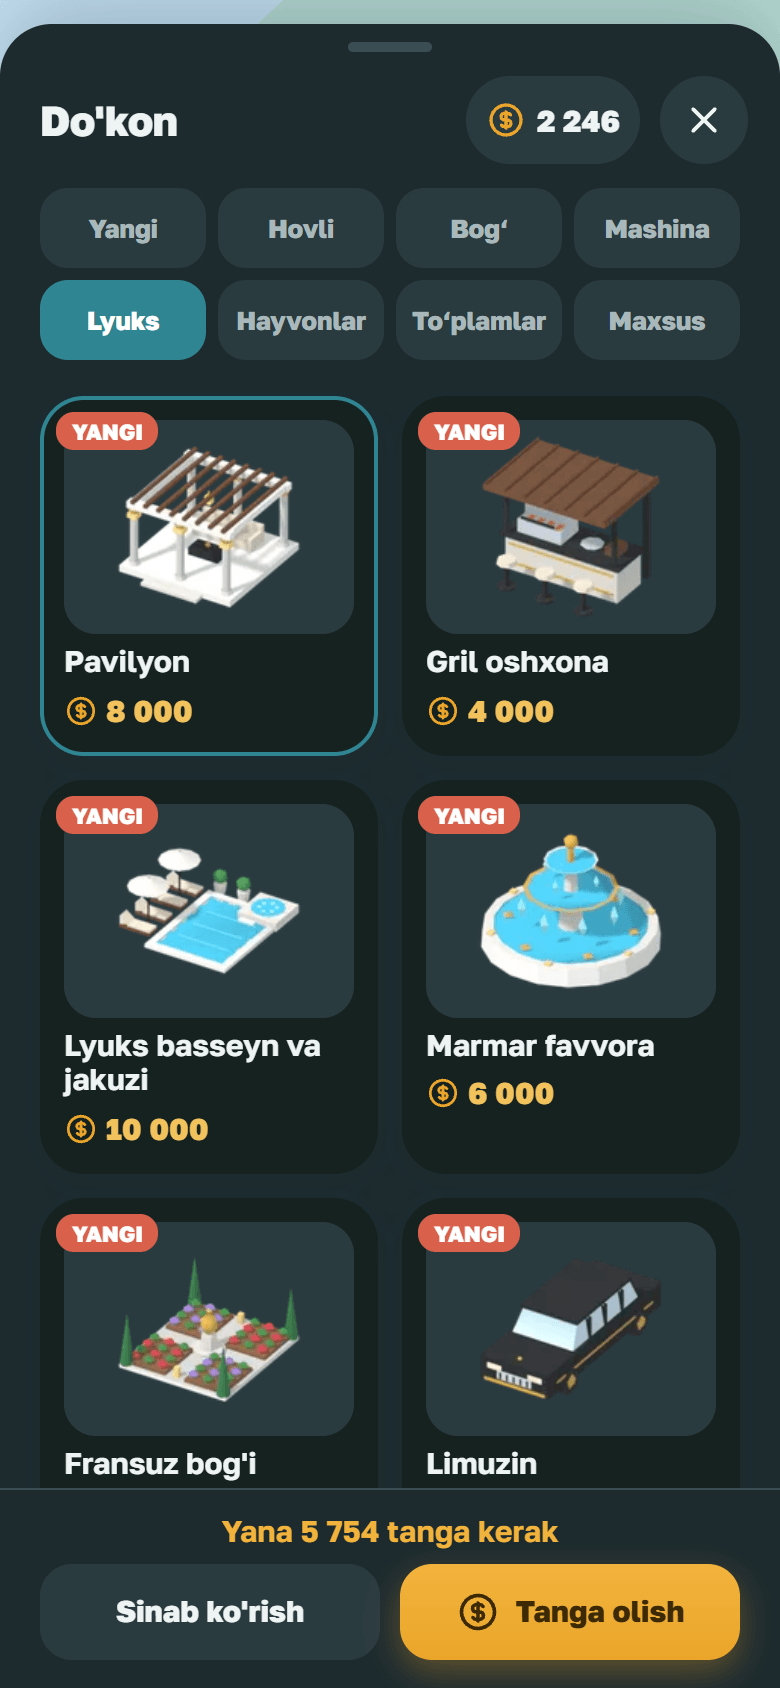 Do'kon
2 246
Yangi
Hovli
Bog‘
Mashina
Lyuks
Hayvonlar
To‘plamlar
Maxsus
YANGI
Pavilyon
8 000
YANGI
Gril oshxona
4 000
YANGI
Lyuks basseyn va
jakuzi
10 000
YANGI
Marmar favvora
6 000
YANGI
Fransuz bog'i
YANGI
Limuzin
Yana 5 754 tanga kerak
Sinab ko'rish
Tanga olish